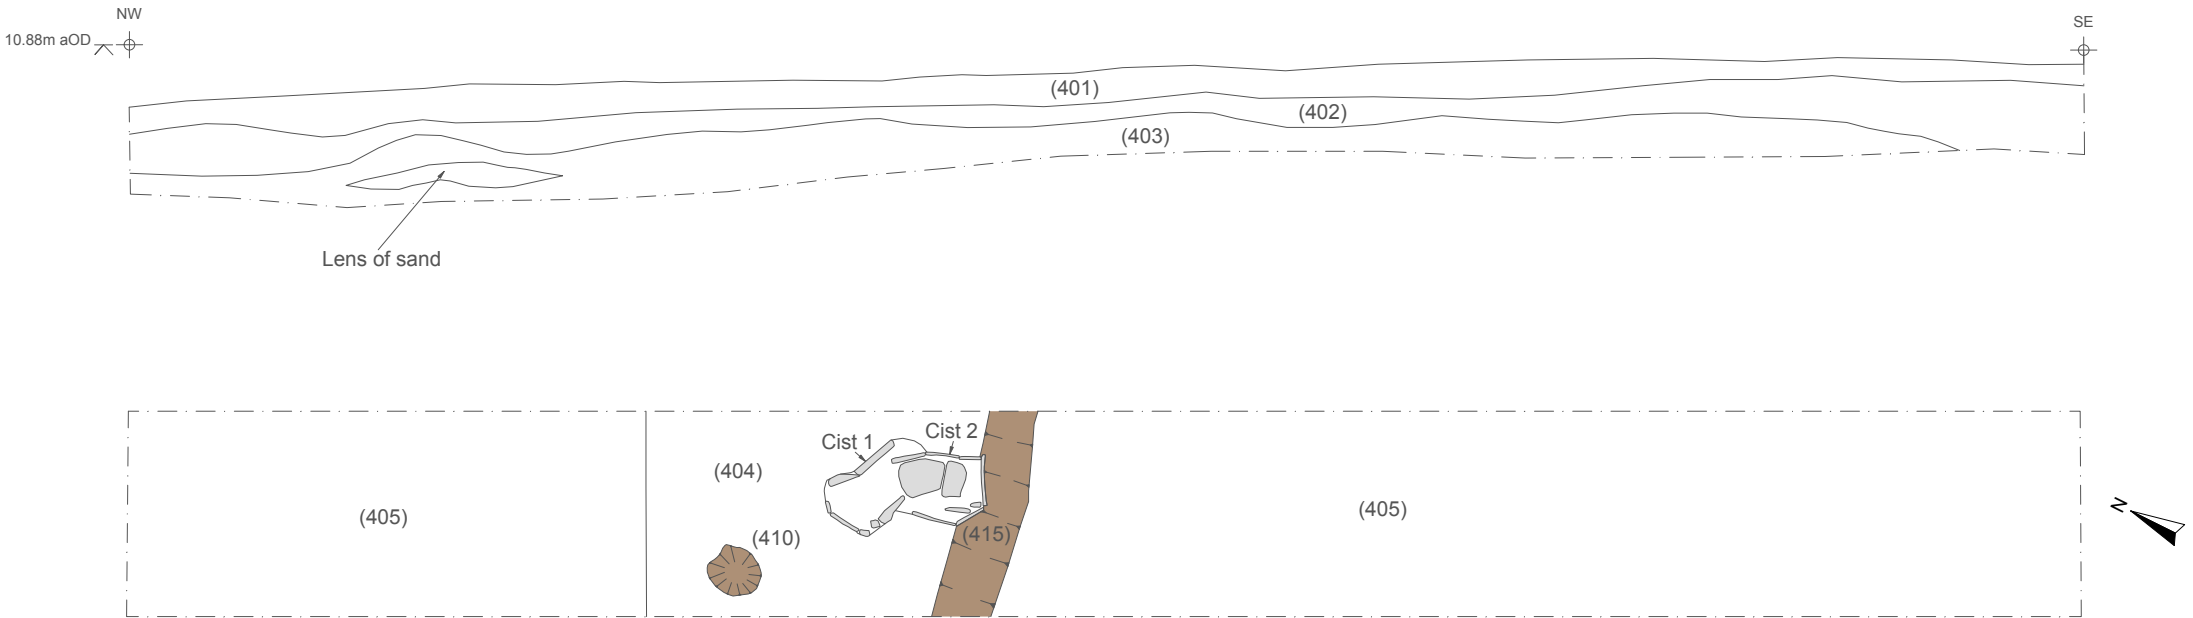 NW
SE
10.88m aOD
(401)
(402)
(403)
Lens of sand
Cist 1
Cist 2
(404)
(405)
(405)
(410)
(415)
N